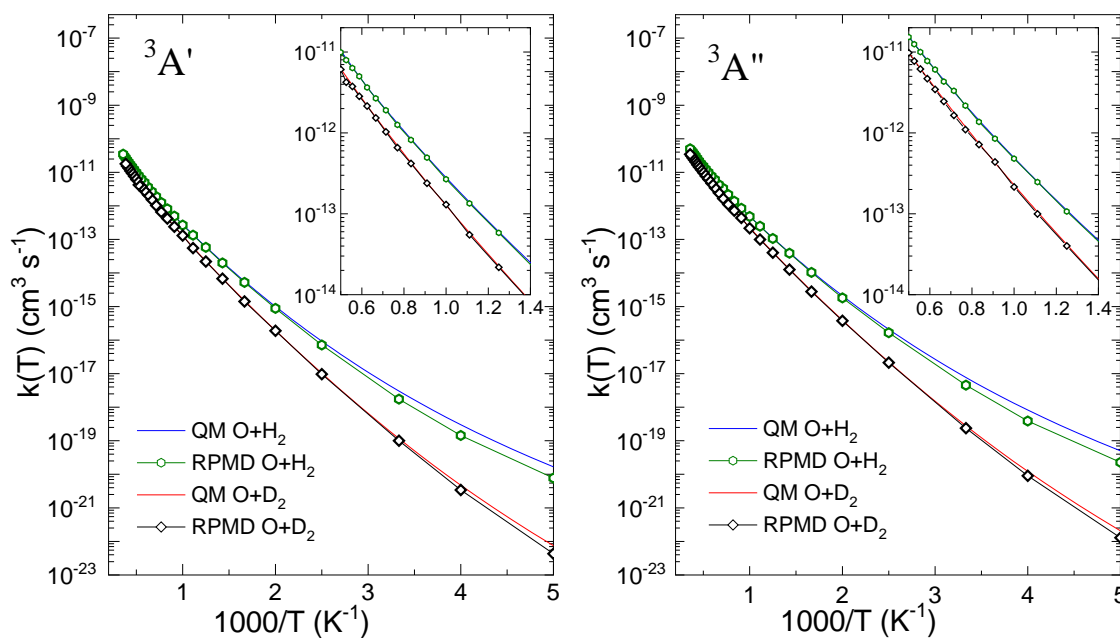 ³A'
k(T) (cm³ s⁻¹)
10⁻⁷
10⁻⁹
10⁻¹¹
10⁻¹³
10⁻¹⁵
10⁻¹⁷
10⁻¹⁹
10⁻²¹
10⁻²³
1 2 3 4 5
1000/T (K⁻¹)
10⁻¹¹
10⁻¹²
10⁻¹³
10⁻¹⁴
0.6 0.8 1.0 1.2 1.4
QM O+H₂
RPMD O+H₂
QM O+D₂
RPMD O+D₂
³A"
k(T) (cm³ s⁻¹)
10⁻⁷
10⁻⁹
10⁻¹¹
10⁻¹³
10⁻¹⁵
10⁻¹⁷
10⁻¹⁹
10⁻²¹
10⁻²³
1 2 3 4 5
1000/T (K⁻¹)
10⁻¹¹
10⁻¹²
10⁻¹³
10⁻¹⁴
0.6 0.8 1.0 1.2 1.4
QM O+H₂
RPMD O+H₂
QM O+D₂
RPMD O+D₂